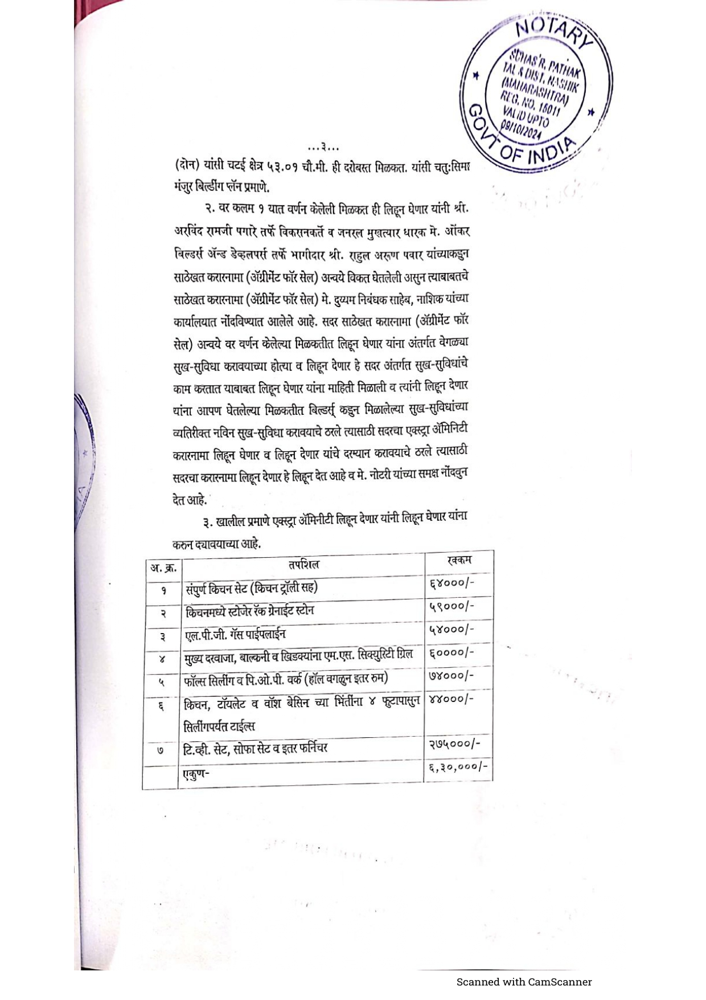 NOTARY
SUHAS R. PATHAK
TAL & DIST. NASHIK
(MAHARASHTRA)
REG. NO. 15011
VALID UPTO
09/10/2024
GOVT OF INDIA
...३...
(दोन) यांसी चटई क्षेत्र ५३.०१ चौ.मी. ही दरोबस्त मिळकत. यांसी चतुःसिमा
मंजुर बिल्डींग प्लॅन प्रमाणे.
२. वर कलम १ यात वर्णन केलेली मिळकत ही लिहून घेणार यांनी श्री.
अरविंद रामजी पगारे तर्फे विकसनकर्ते व जनरल मुखत्यार धारक मे. ओंकर
बिल्डर्स ॲन्ड डेव्हलपर्स तर्फे भागीदार श्री. राहुल अरूण पवार यांच्याकडुन
साठेखत करारनामा (ॲग्रीमेंट फॉर सेल) अन्वये विकत घेतलेली असुन त्याबाबतचे
साठेखत करारनामा (ॲग्रीमेंट फॉर सेल) मे. दुय्यम निबंधक साहेब, नाशिक यांच्या
कार्यालयात नोंदविण्यात आलेले आहे. सदर साठेखत करारनामा (ॲग्रीमेंट फॉर
सेल) अन्वये वर वर्णन केलेल्या मिळकतीत लिहून घेणार यांना अंतर्गत वेगळ्या
सुख-सुविधा करावयाच्या होत्या व लिहून देणार हे सदर अंतर्गत सुख-सुविधांचे
काम करतात याबाबत लिहून घेणार यांना माहिती मिळाली व त्यांनी लिहून देणार
यांना आपण घेतलेल्या मिळकतीत बिल्डर्स् कडुन मिळालेल्या सुख-सुविधांच्या
व्यतिरीक्त नविन सुख-सुविधा करावयाचे ठरले त्यासाठी सदरचा एक्स्ट्रा ॲमिनिटी
करारनामा लिहून घेणार व लिहून देणार यांचे दरम्यान करावयाचे ठरले त्यासाठी
सदरचा करारनामा लिहून देणार हे लिहून देत आहे व मे. नोटरी यांच्या समक्ष नोंदवुन
देत आहे.
३. खालील प्रमाणे एक्स्ट्रा ॲमिनीटी लिहून देणार यांनी लिहून घेणार यांना
करुन द्यावयाच्या आहे.
अ. क्र. तपशिल रक्कम
१ संपुर्ण किचन सेट (किचन ट्रॉली सह) ६४०००/-
२ किचनमध्ये स्टोजेर रॅक ग्रेनाईट स्टोन ५९०००/-
३ एल.पी.जी. गॅस पाईपलाईन ५४०००/-
४ मुख्य दरवाजा, बाल्कनी व खिडक्यांना एम.एस. सिक्युरिटी ग्रिल ६००००/-
५ फॉल्स सिलींग व पि.ओ.पी. वर्क (हॉल वगळुन इतर रुम) ७४०००/-
६ किचन, टॉयलेट व वॉश बेसिन च्या भिंतींना ४ फुटापासुन ४४०००/-
सिलींगपर्यंत टाईल्स
७ टि.व्ही. सेट, सोफा सेट व इतर फर्निचर २७५०००/-
एकुण- ६,३०,०००/-
Scanned with CamScanner